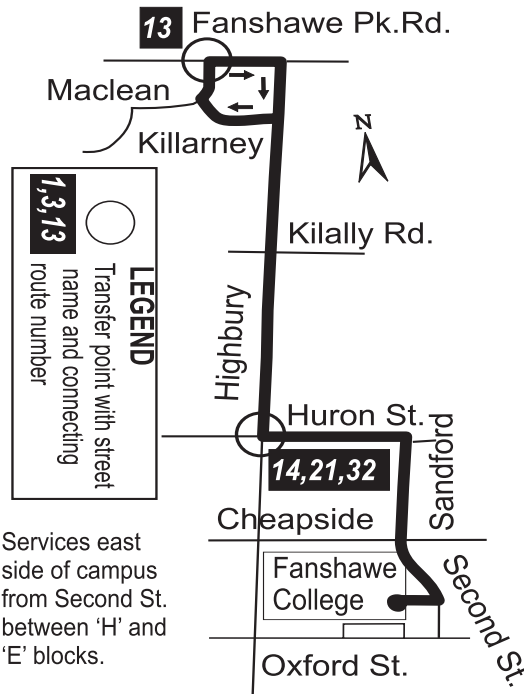 13 Fanshawe Pk.Rd.
Maclean
Killarney
N
Kilally Rd.
LEGEND
1,3,13
Transfer point with street
name and connecting
route number
Highbury
Huron St.
14,21,32
Sandford
Cheapside
Fanshawe
College
Second St.
Oxford St.
Services east
side of campus
from Second St.
between ‘H’ and
‘E’ blocks.